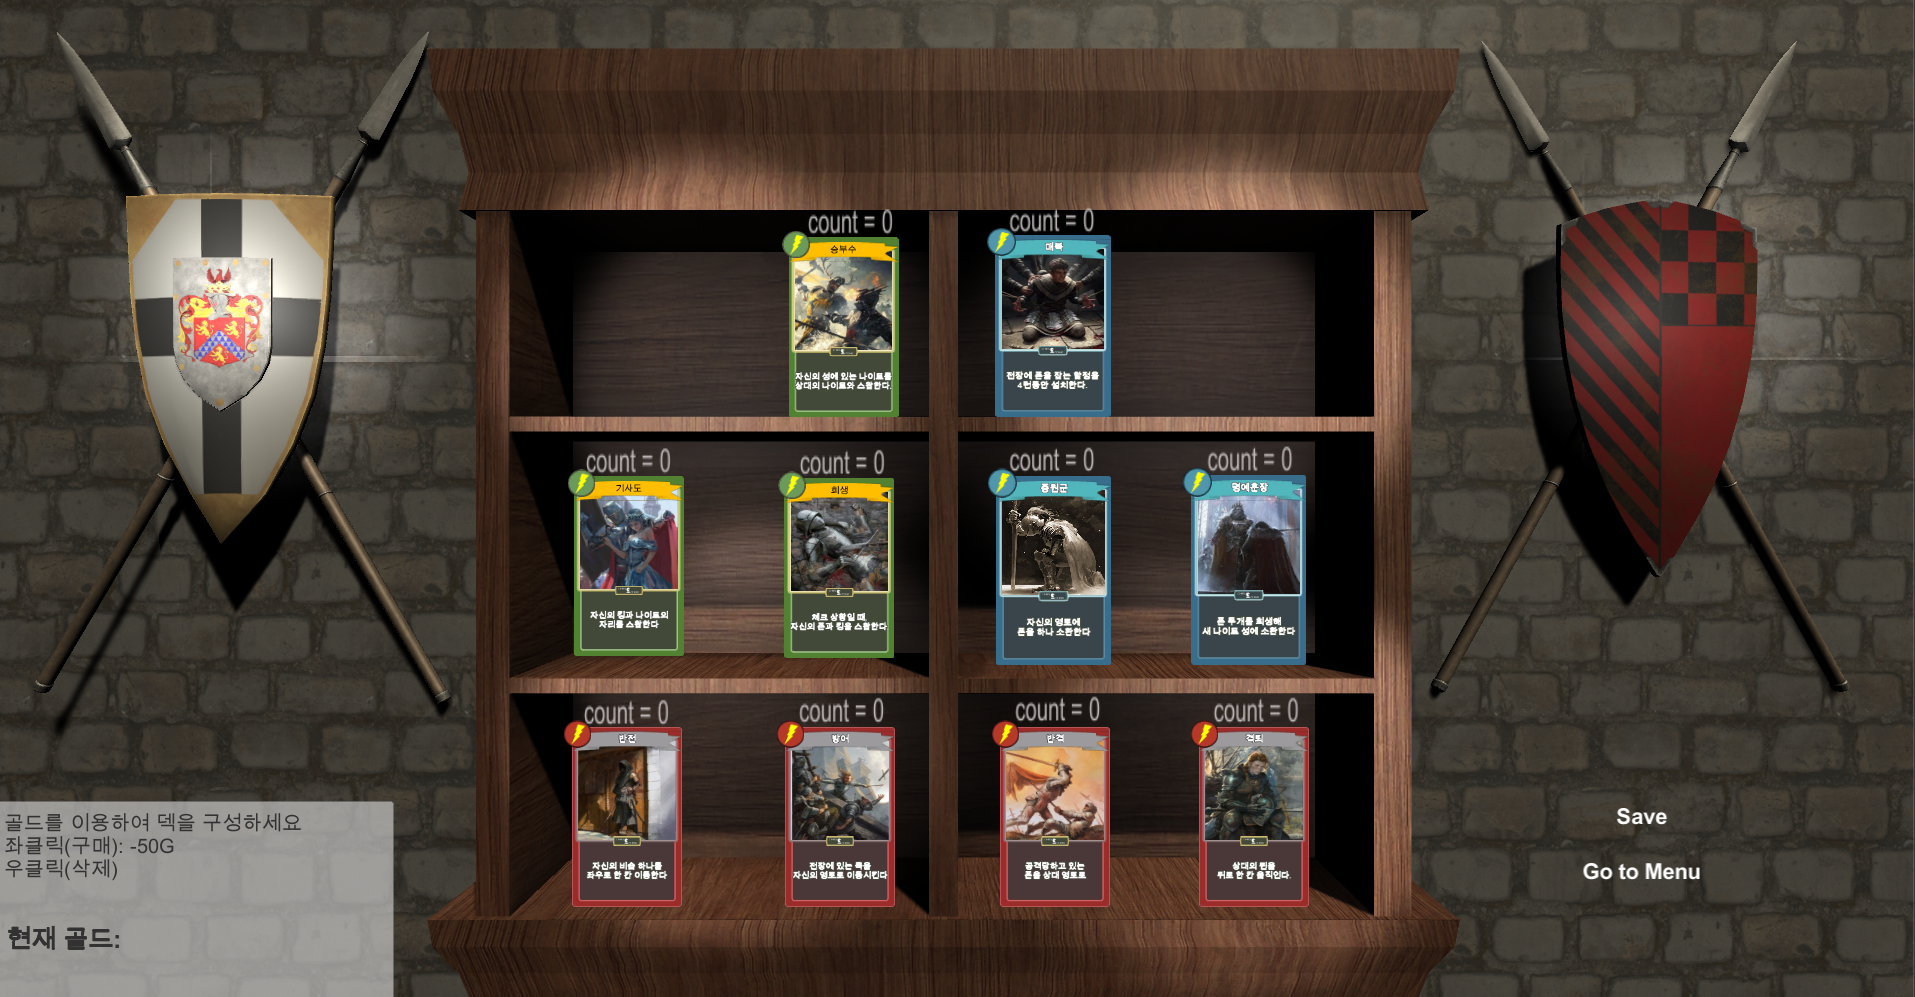 count = 0
count = 0
승부수
매복
자신의 성에 있는 나이트를
상대의 나이트와 스왑한다.
전장에 폰을 잡는 함정을
4턴동안 설치한다.
count = 0
count = 0
count = 0
count = 0
기사도
희생
증원군
명예훈장
자신의 킹과 나이트의
자리를 스왑한다
체크 상황일 때,
자신의 폰과 킹을 스왑한다
자신의 영토에
폰을 하나 소환한다
폰 두개를 희생해
새 나이트 성에 소환한다
count = 0
count = 0
count = 0
count = 0
반전
방어
반격
격퇴
자신의 비숍 하나를
좌우로 한 칸 이동한다
전장에 있는 룩을
자신의 영토로 이동시킨다
공격당하고 있는
폰을 상대 영토로
상대의 퀸을
뒤로 한 칸 움직인다.
골드를 이용하여 덱을 구성하세요
좌클릭(구매): -50G
우클릭(삭제)
현재 골드:
Save
Go to Menu